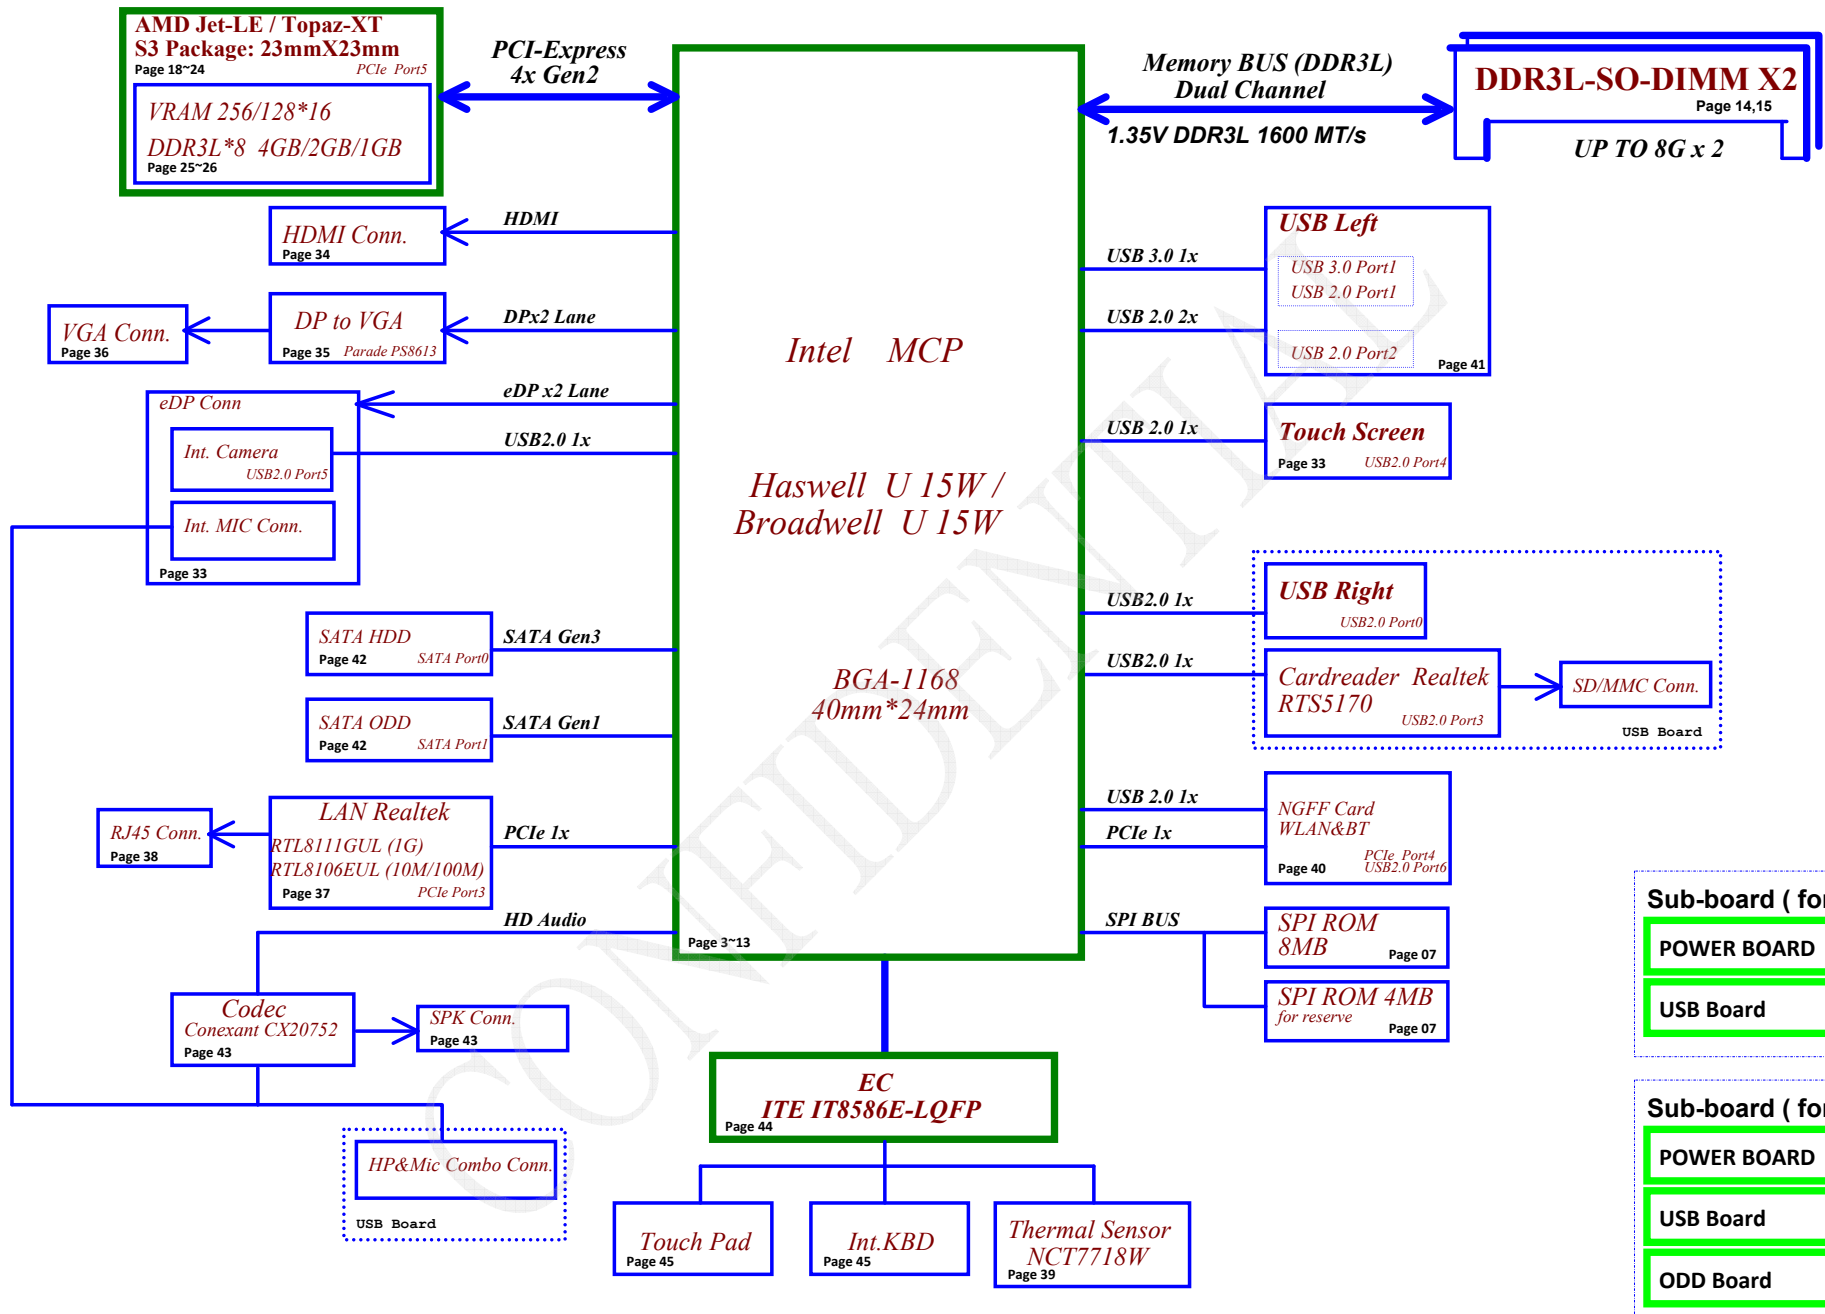 AMD Jet-LE / Topaz-XT
S3 Package: 23mmX23mm
Page 18~24
PCIe Port5
VRAM 256/128*16
DDR3L*8 4GB/2GB/1GB
Page 25~26
PCI-Express
4x Gen2
Memory BUS (DDR3L)
Dual Channel
1.35V DDR3L 1600 MT/s
DDR3L-SO-DIMM X2
Page 14,15
UP TO 8G x 2
HDMI Conn.
Page 34
HDMI
VGA Conn.
Page 36
DP to VGA
Page 35 Parade PS8613
DPx2 Lane
eDP Conn
eDP x2 Lane
Int. Camera
USB2.0 Port5
USB2.0 1x
Int. MIC Conn.
Page 33
SATA HDD
Page 42 SATA Port0
SATA Gen3
SATA ODD
Page 42 SATA Port1
SATA Gen1
RJ45 Conn.
Page 38
LAN Realtek
RTL8111GUL (1G)
RTL8106EUL (10M/100M)
Page 37 PCIe Port3
PCIe 1x
HD Audio
Codec
Conexant CX20752
Page 43
SPK Conn.
Page 43
HP&Mic Combo Conn.
USB Board
Intel MCP
Haswell U 15W /
Broadwell U 15W
BGA-1168
40mm*24mm
Page 3~13
EC
ITE IT8586E-LQFP
Page 44
Touch Pad
Page 45
Int.KBD
Page 45
Thermal Sensor
NCT7718W
Page 39
USB 3.0 1x
USB 2.0 2x
USB Left
USB 3.0 Port1
USB 2.0 Port1
USB 2.0 Port2
Page 41
USB 2.0 1x
Touch Screen
Page 33 USB2.0 Port4
USB2.0 1x
USB Right
USB2.0 Port0
USB2.0 1x
Cardreader Realtek
RTS5170
USB2.0 Port3
SD/MMC Conn.
USB Board
USB 2.0 1x
PCIe 1x
NGFF Card
WLAN&BT
PCIe Port4
Page 40 USB2.0 Port6
SPI BUS
SPI ROM
8MB
Page 07
SPI ROM 4MB
for reserve
Page 07
Sub-board ( for
POWER BOARD
USB Board
Sub-board ( for
POWER BOARD
USB Board
ODD Board
CONFIDENTIAL